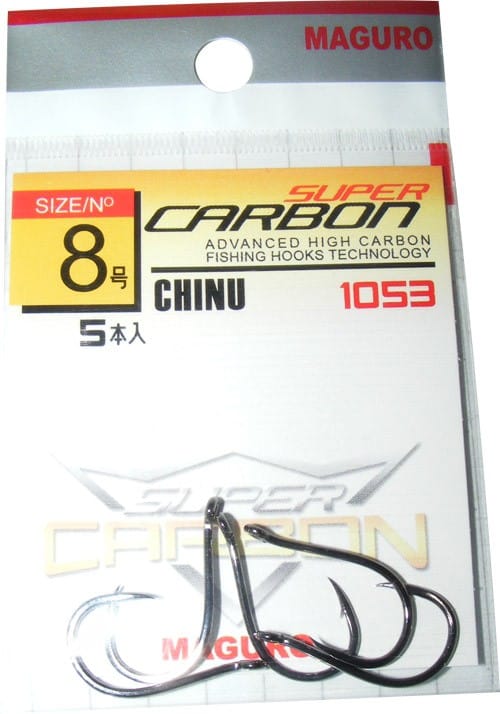 MAGURO
SIZE/Nº
8号
5本入
SUPER
CARBON
ADVANCED HIGH CARBON
FISHING HOOKS TECHNOLOGY
CHINU
1053
SUPER
CARBON
MAGURO